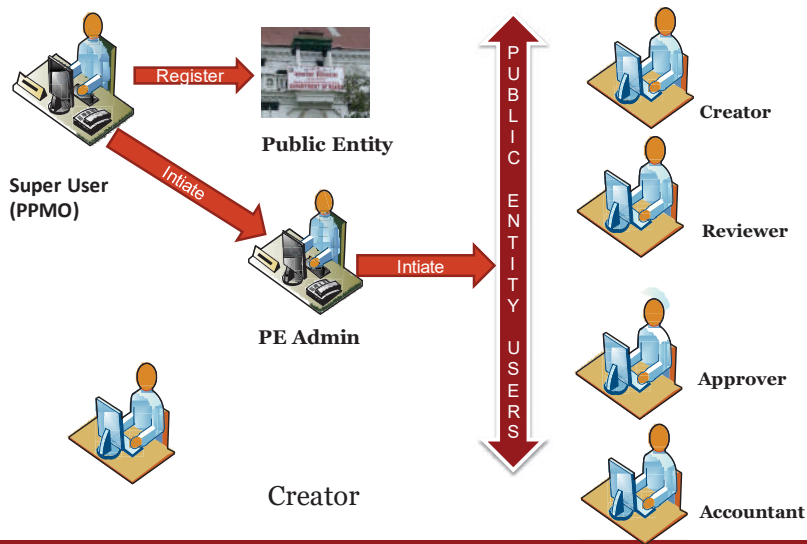 Register
Public Entity
Super User
(PPMO)
Intiate
PE Admin
Intiate
PUBLIC ENTITY USERS
Creator
Reviewer
Approver
Accountant
Creator